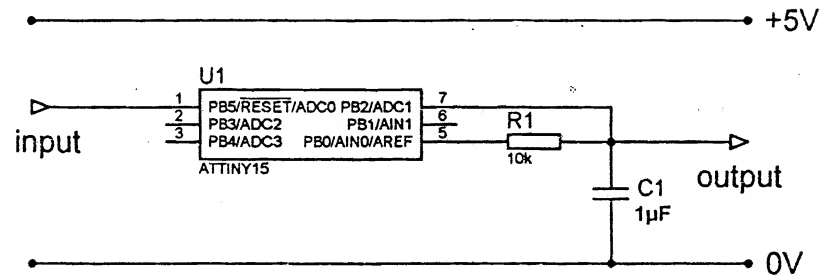 +5V
U1
1 PB5/RESET/ADC0 PB2/ADC1 7
2 PB3/ADC2 PB1/AIN1 6
3 PB4/ADC3 PB0/AIN0/AREF 5
ATTINY15
input
R1
10k
output
C1
1µF
0V